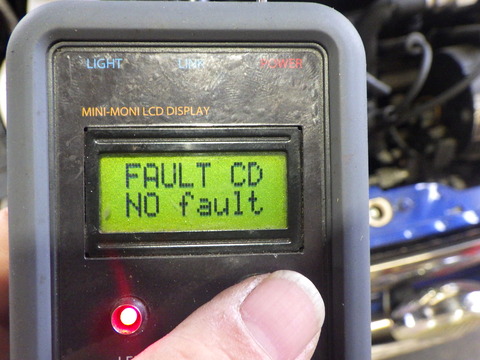 LIGHT LINK POWER
MINI-MONI LCD DISPLAY
FAULT CD
NO fault